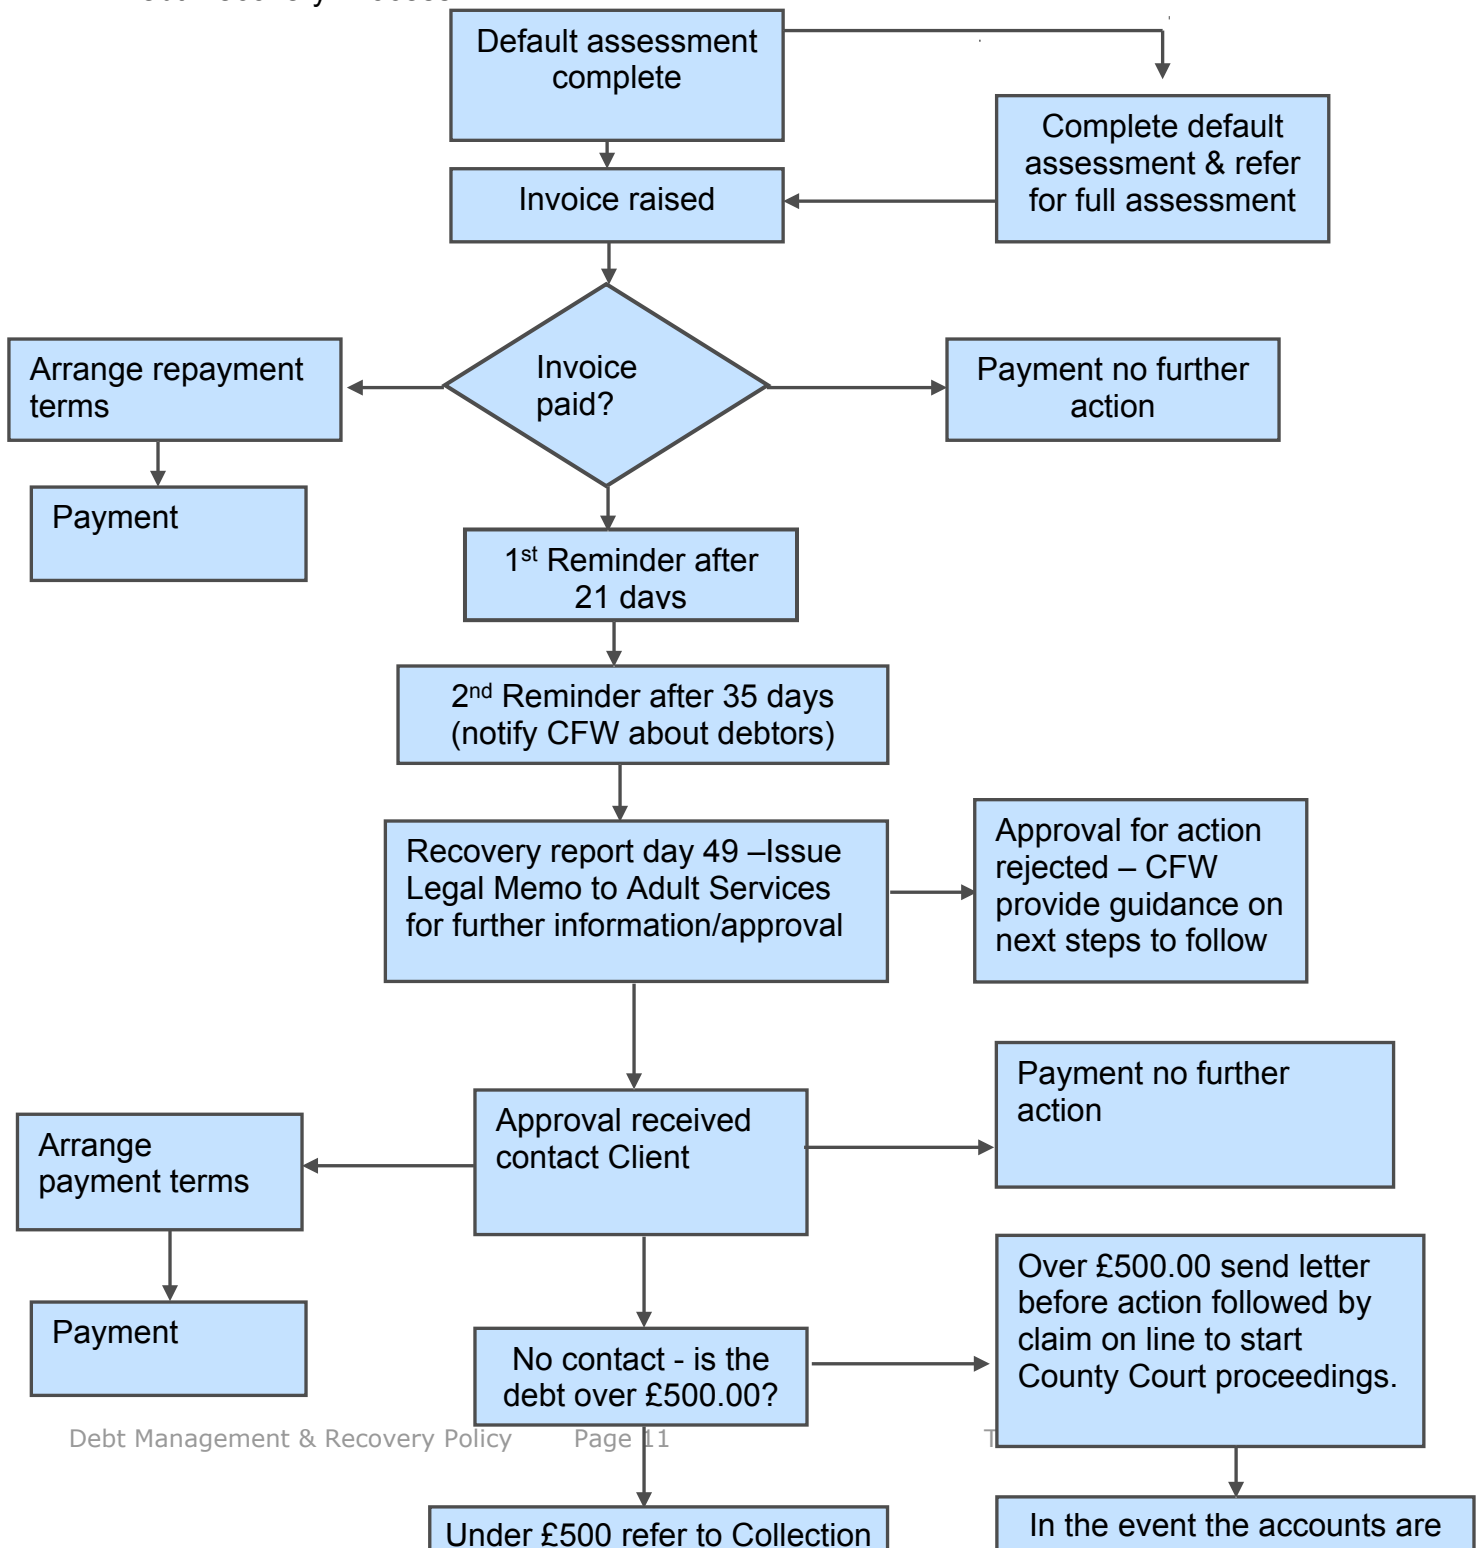 Default assessment
complete
Complete default
assessment & refer
for full assessment
Invoice raised
Invoice
paid?
Arrange repayment
terms
Payment no further
action
Payment
1st Reminder after
21 days
2nd Reminder after 35 days
(notify CFW about debtors)
Recovery report day 49 –Issue
Legal Memo to Adult Services
for further information/approval
Approval for action
rejected – CFW
provide guidance on
next steps to follow
Approval received
contact Client
Payment no further
action
Arrange
payment terms
Payment
No contact - is the
debt over £500.00?
Over £500.00 send letter
before action followed by
claim on line to start
County Court proceedings.
Debt Management & Recovery Policy Page 11
Under £500 refer to Collection
In the event the accounts are